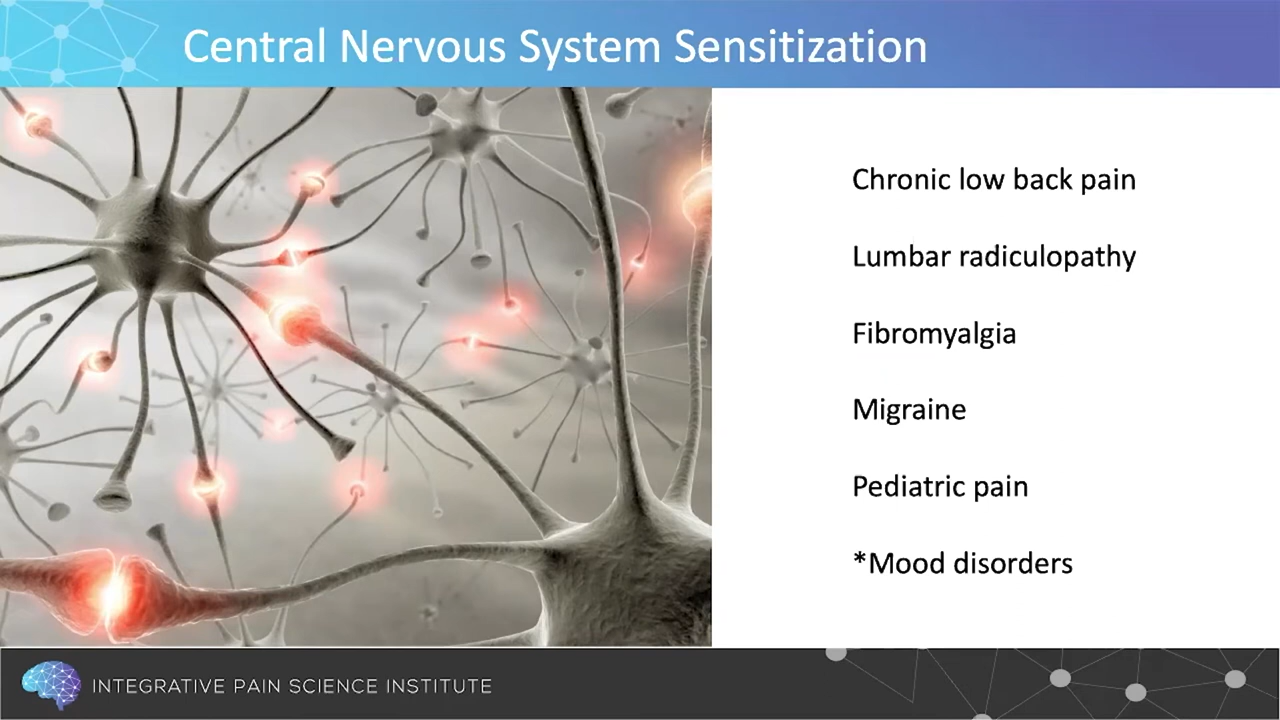 Central Nervous System Sensitization
Chronic low back pain
Lumbar radiculopathy
Fibromyalgia
Migraine
Pediatric pain
*Mood disorders
INTEGRATIVE PAIN SCIENCE INSTITUTE